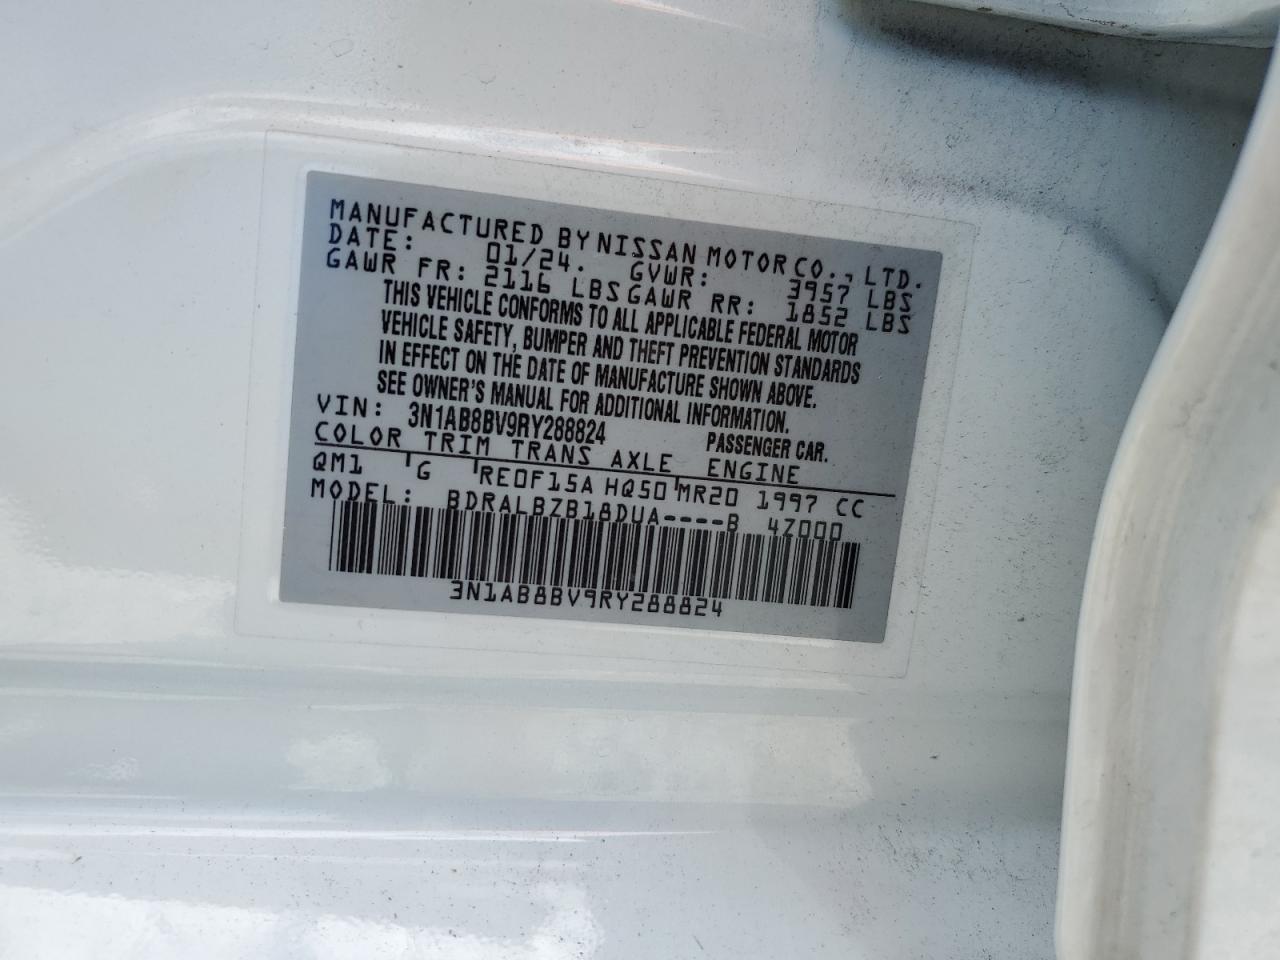 MANUFACTURED BY NISSAN MOTOR CO., LTD.
DATE: 01/24. GVWR: 3957 LBS
GAWR FR: 2116 LBS GAWR RR: 1852 LBS
THIS VEHICLE CONFORMS TO ALL APPLICABLE FEDERAL MOTOR
VEHICLE SAFETY, BUMPER AND THEFT PREVENTION STANDARDS
IN EFFECT ON THE DATE OF MANUFACTURE SHOWN ABOVE.
SEE OWNER'S MANUAL FOR ADDITIONAL INFORMATION.
VIN: 3N1AB8BV9RY288824 PASSENGER CAR.
COLOR TRIM TRANS AXLE ENGINE
QM1 G RE0F15A HQ50 MR20 1997 CC
MODEL: BDRALBZB18DUA----B 4Z000
3N1AB8BV9RY288824